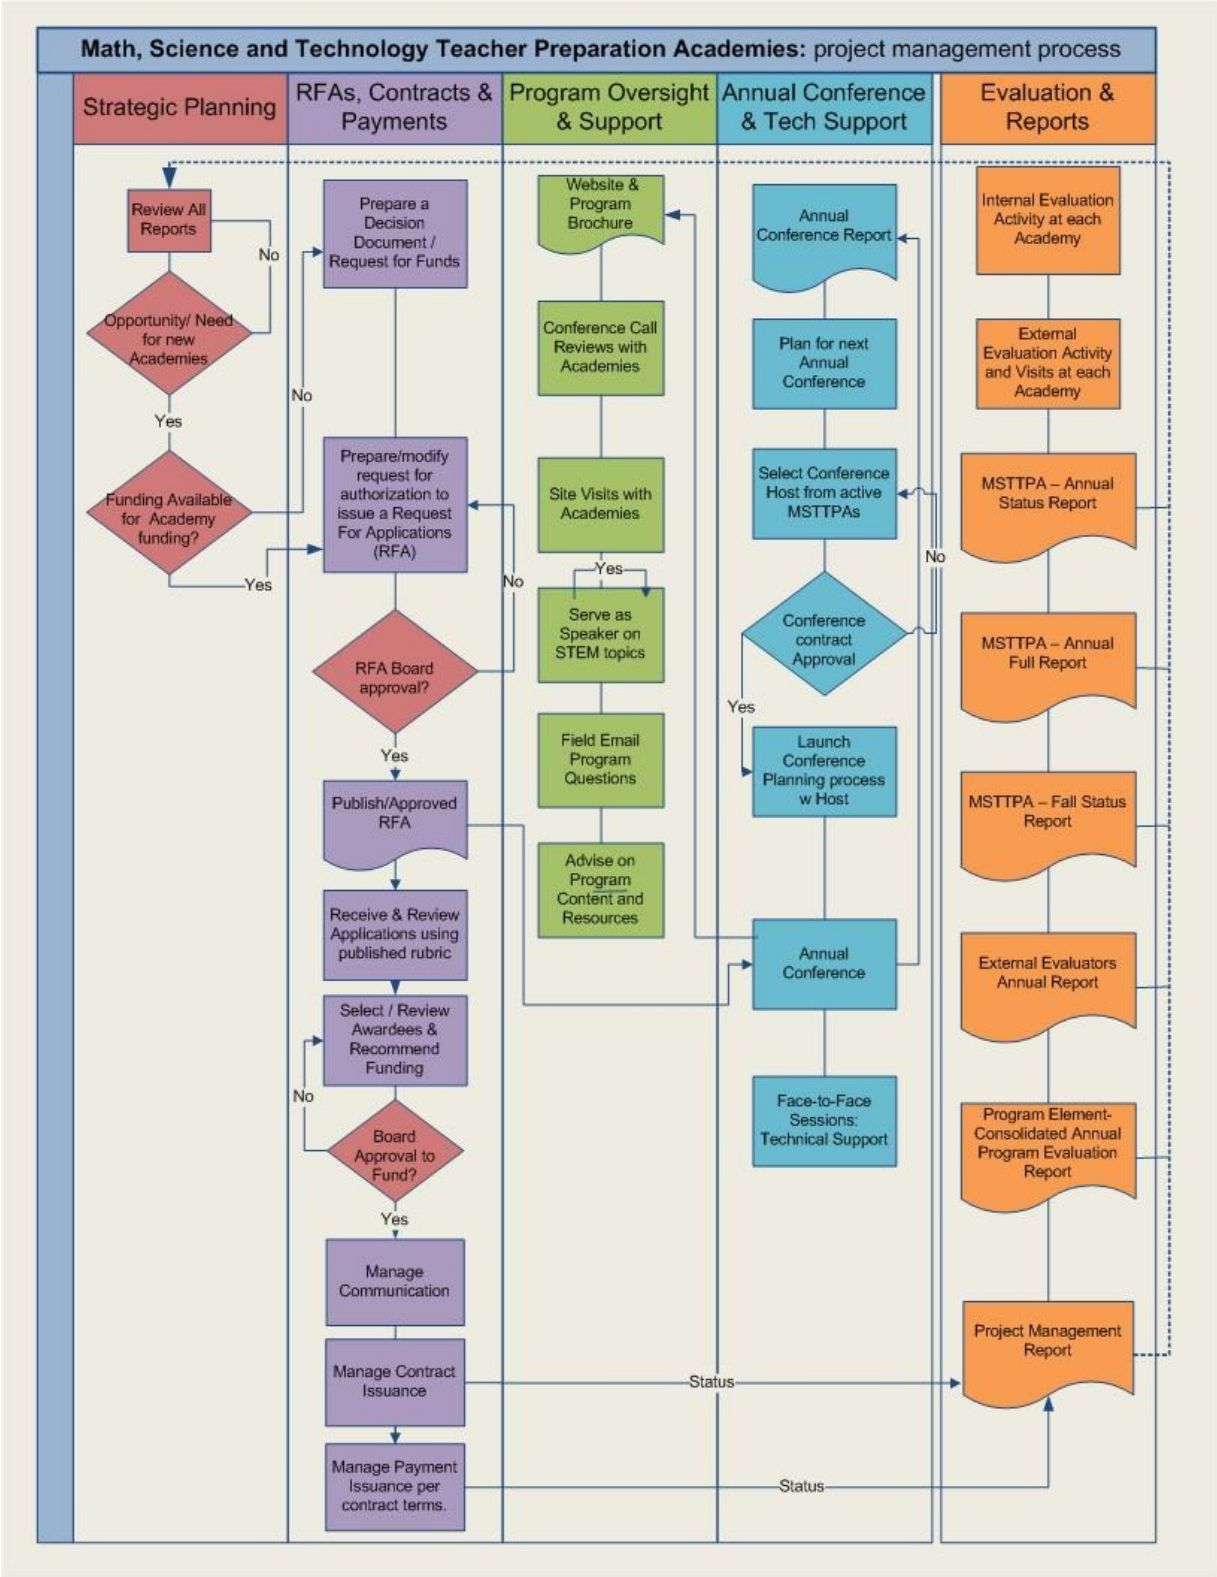 Math, Science and Technology Teacher Preparation Academies: project management process
Strategic Planning
RFAs, Contracts &
Payments
Program Oversight
& Support
Annual Conference
& Tech Support
Evaluation &
Reports
Review All
Reports
No
Opportunity/ Need
for new
Academies
Yes
Funding Available
for Academy
funding?
Yes
No
Prepare a
Decision
Document /
Request for Funds
Prepare/modify
request for
authorization to
issue a Request
For Applications
(RFA)
No
RFA Board
approval?
Yes
Publish/Approved
RFA
Receive & Review
Applications using
published rubric
Select / Review
Awardees &
Recommend
Funding
No
Board
Approval to
Fund?
Yes
Manage
Communication
Manage Contract
Issuance
Status
Manage Payment
Issuance per
contract terms.
Status
Website &
Program
Brochure
Conference Call
Reviews with
Academies
Site Visits with
Academies
Yes
Serve as
Speaker on
STEM topics
Field Email
Program
Questions
Advise on
Program
Content and
Resources
Annual
Conference Report
Plan for next
Annual
Conference
Select Conference
Host from active
MSTTPAs
No
Conference
contract
Approval
Yes
Launch
Conference
Planning process
w Host
Annual
Conference
Face-to-Face
Sessions:
Technical Support
Internal Evaluation
Activity at each
Academy
External
Evaluation Activity
and Visits at each
Academy
MSTTPA – Annual
Status Report
MSTTPA – Annual
Full Report
MSTTPA – Fall Status
Report
External Evaluators
Annual Report
Program Element-
Consolidated Annual
Program Evaluation
Report
Project Management
Report